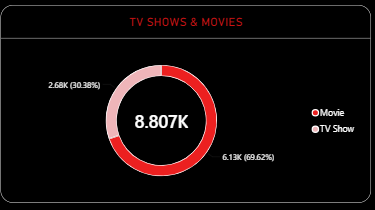 TV SHOWS & MOVIES
2.68K (30.38%)
8.807K
Movie
TV Show
6.13K (69.62%)